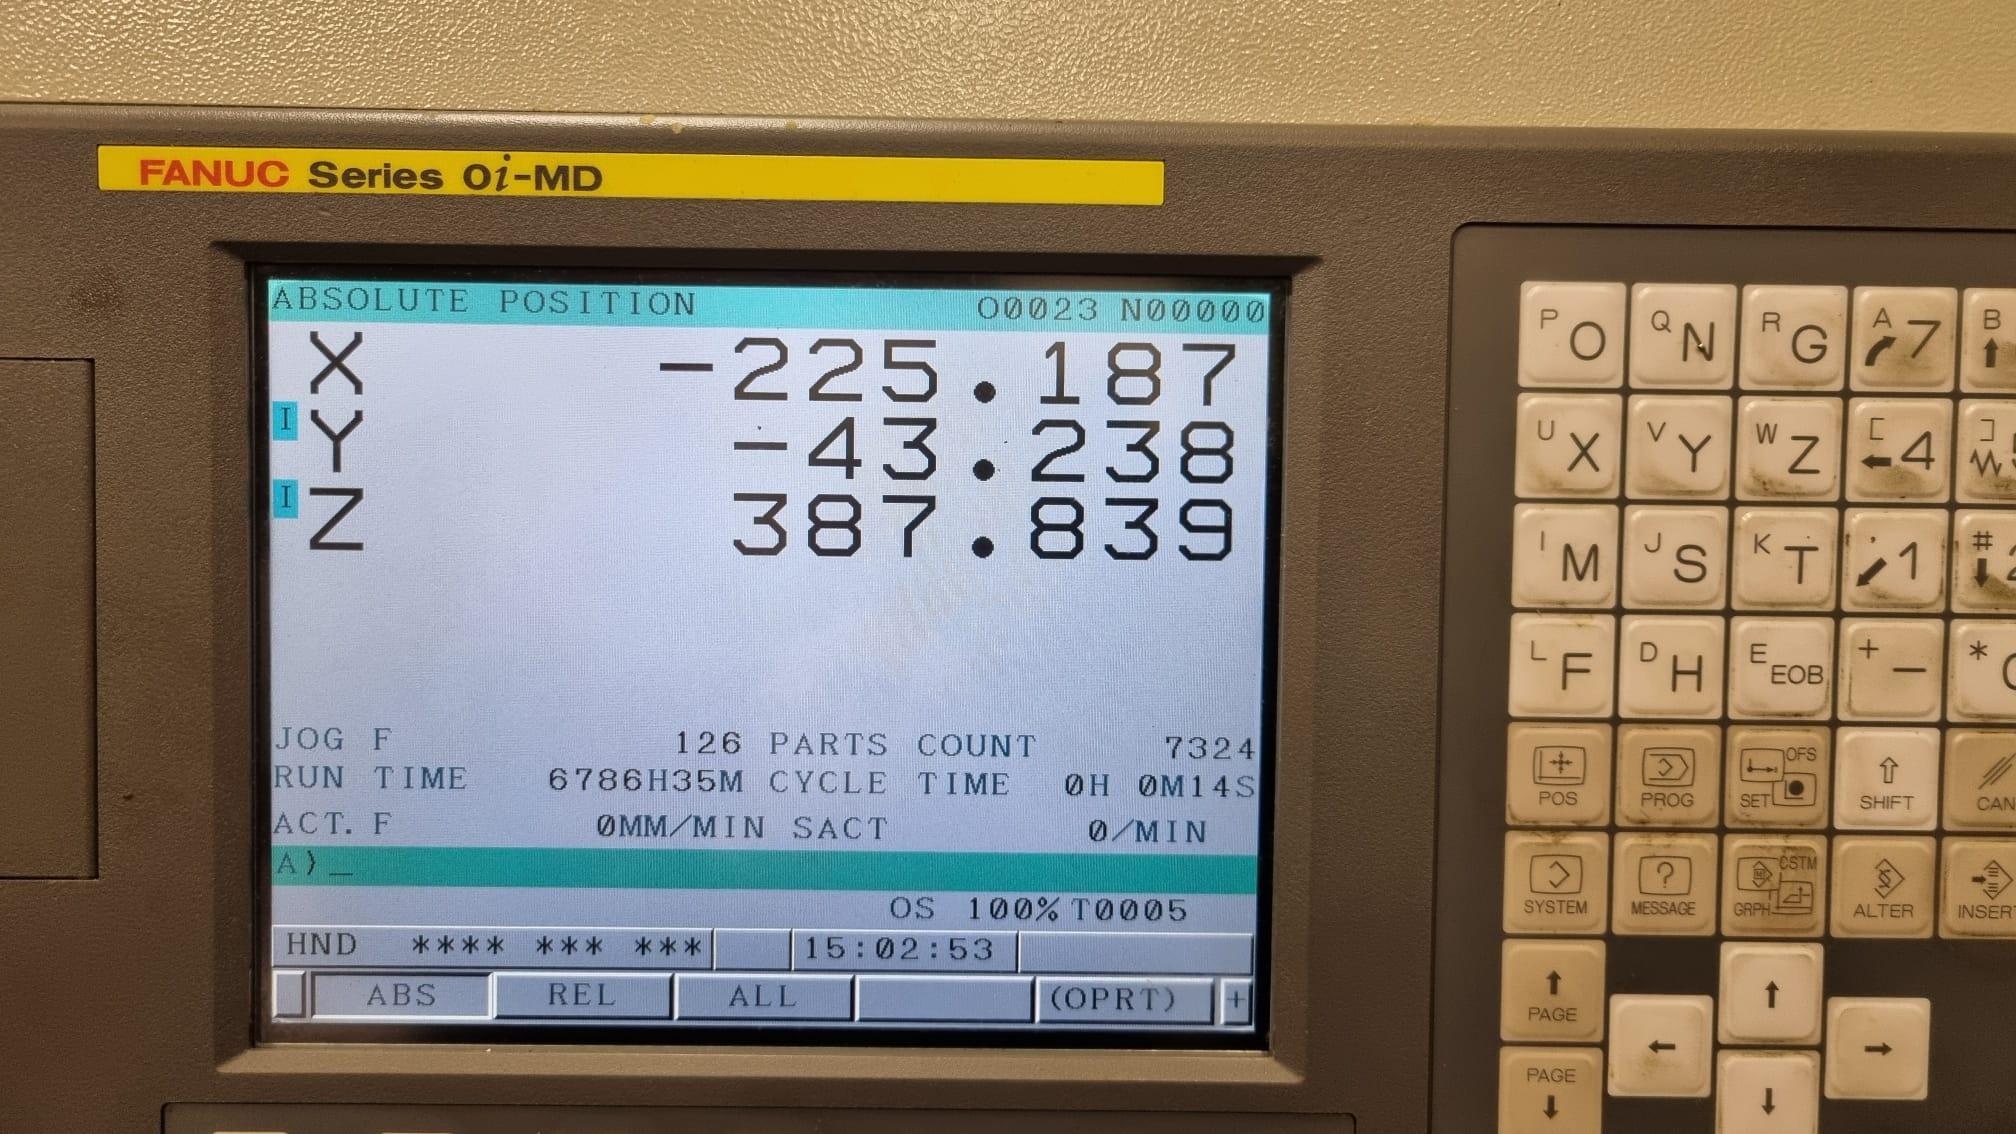 FANUC Series 0i-MD
ABSOLUTE POSITION O0023 N00000
X -225.187
I Y -43.238
I Z 387.839
JOG F 126 PARTS COUNT 7324
RUN TIME 6786H35M CYCLE TIME 0H 0M14S
ACT. F 0MM/MIN SACT 0/MIN
A)_
OS 100% T0005
HND **** *** *** 15:02:53
ABS REL ALL (OPRT) +
P O Q N R G A 7 B
U X V Y W Z [ 4 ]
I M J S K T , 1 #
L F D H E EOB + - *
POS PROG OFS SET SHIFT CAN
SYSTEM MESSAGE CSTM GRPH ALTER INSERT
PAGE
PAGE